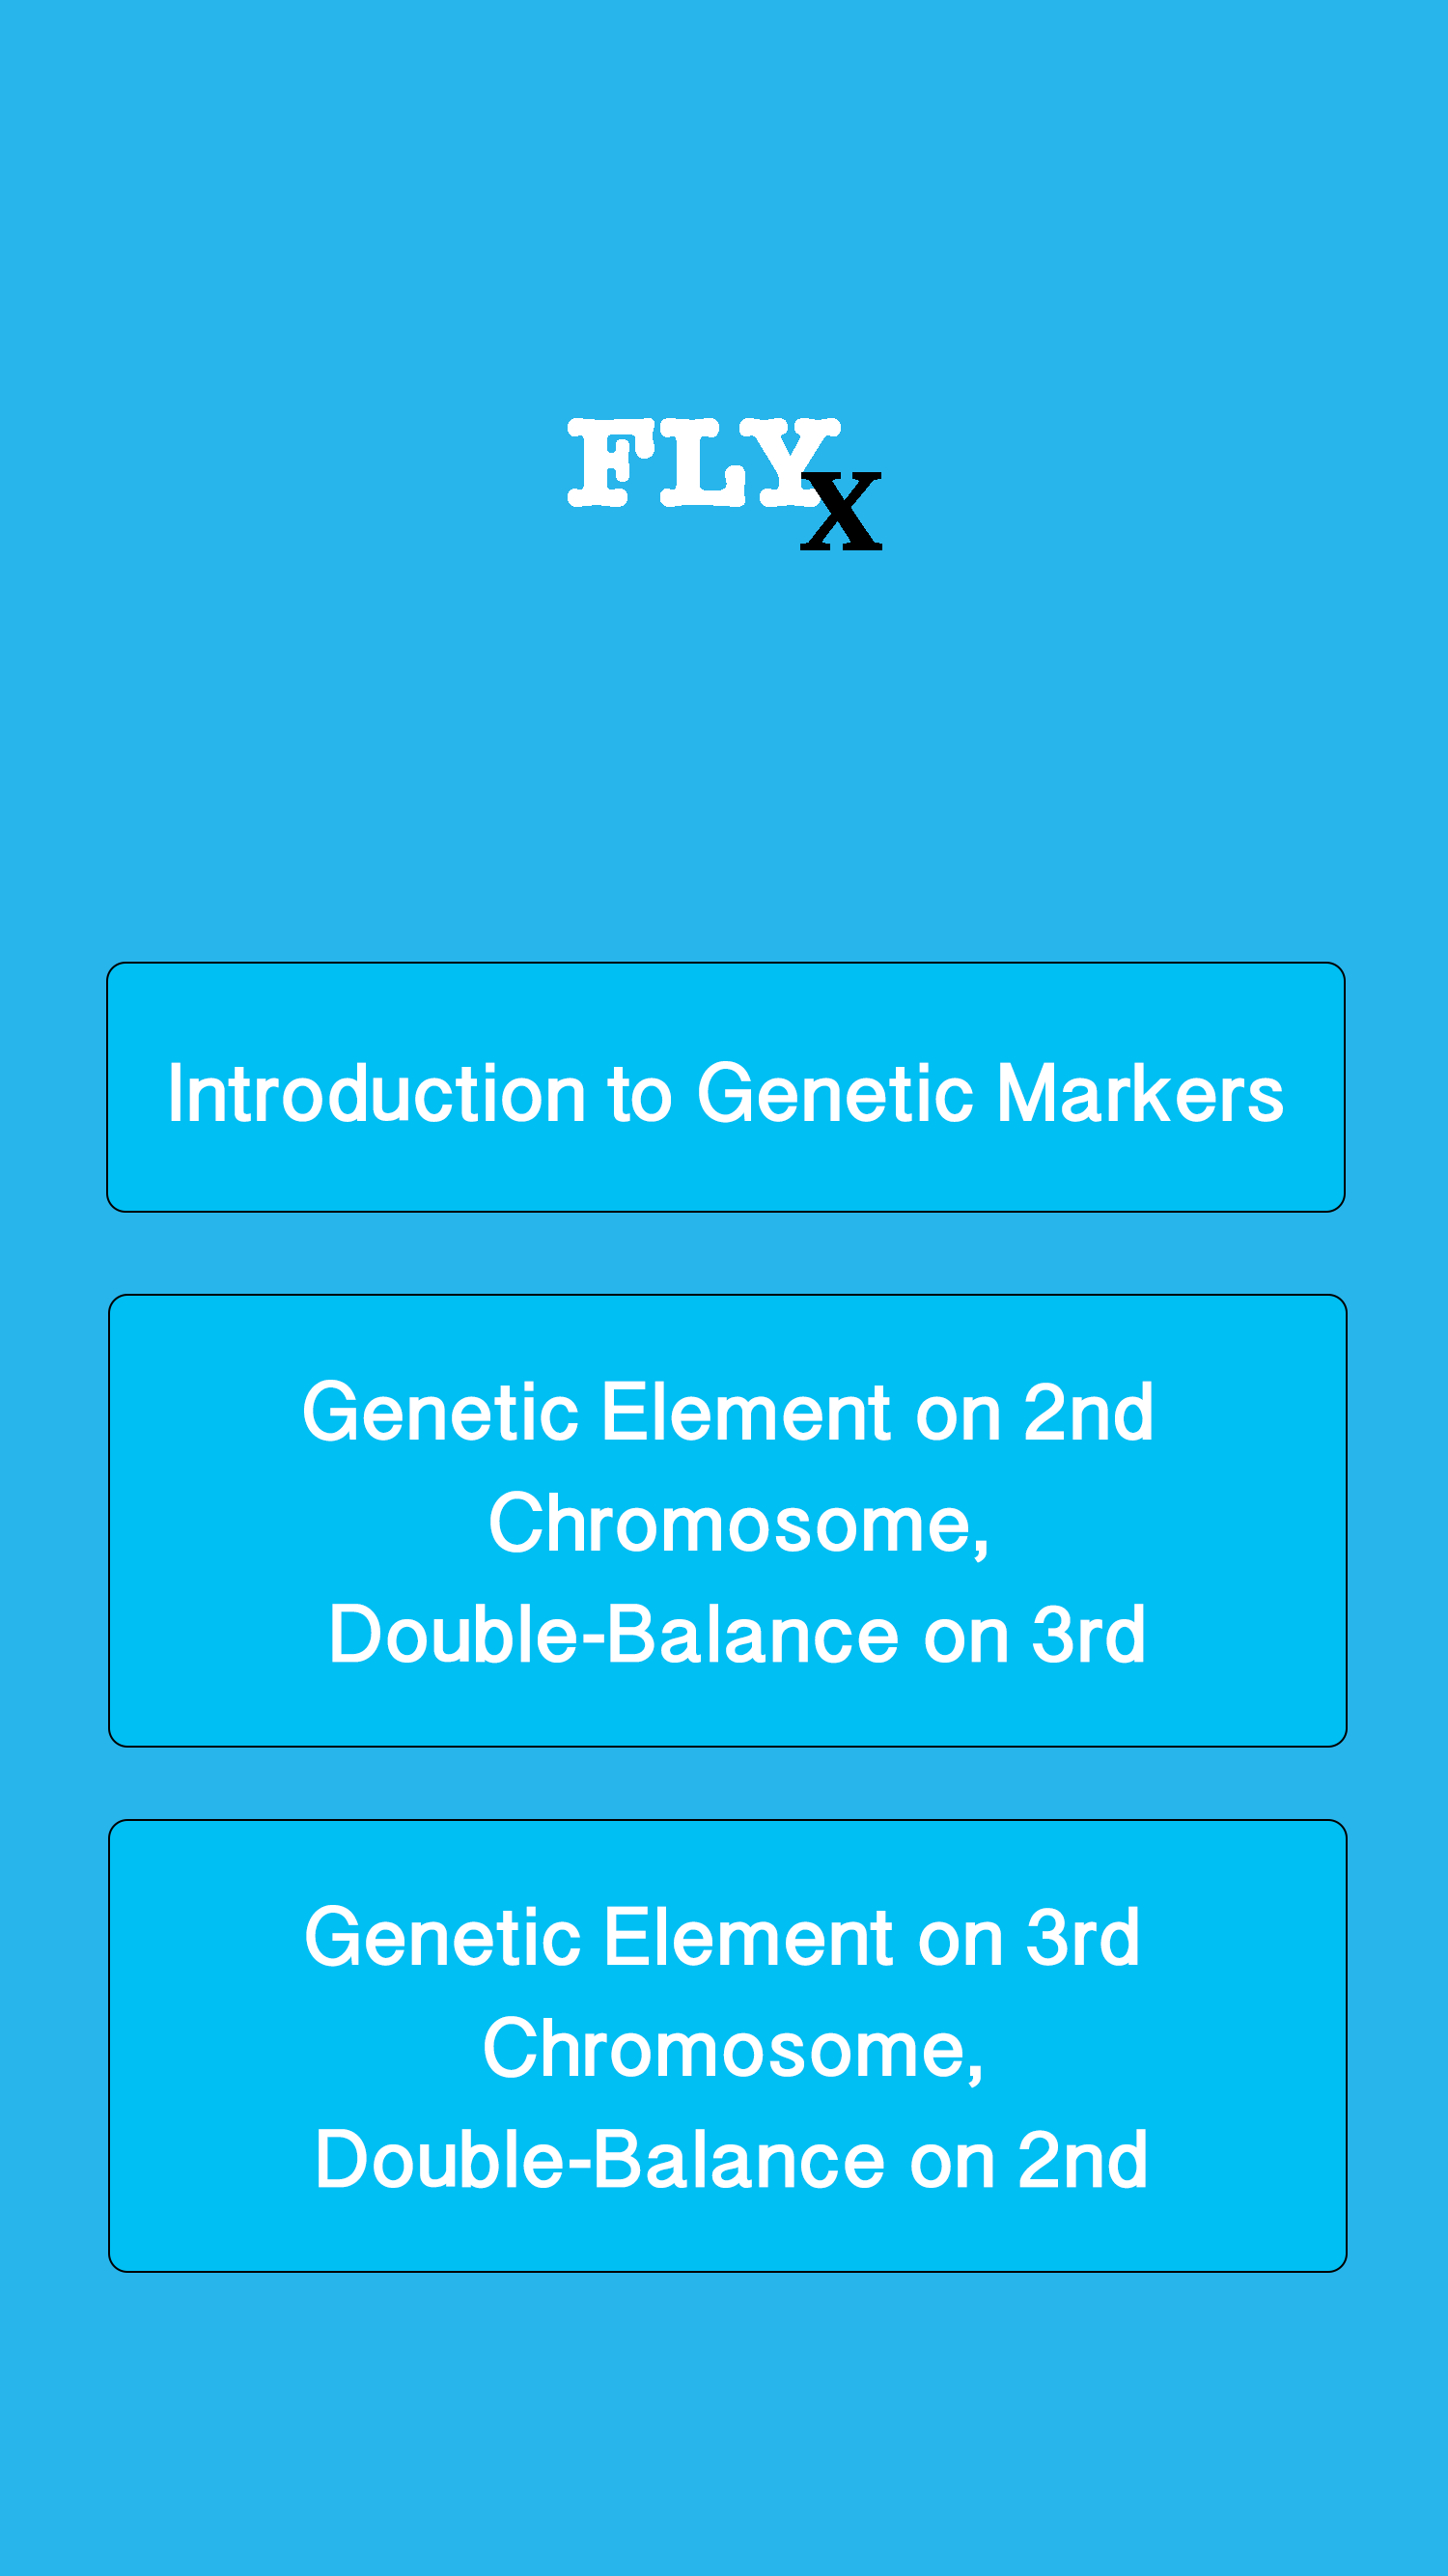 FLYX
Introduction to Genetic Markers
Genetic Element on 2nd
Chromosome,
Double-Balance on 3rd
Genetic Element on 3rd
Chromosome,
Double-Balance on 2nd